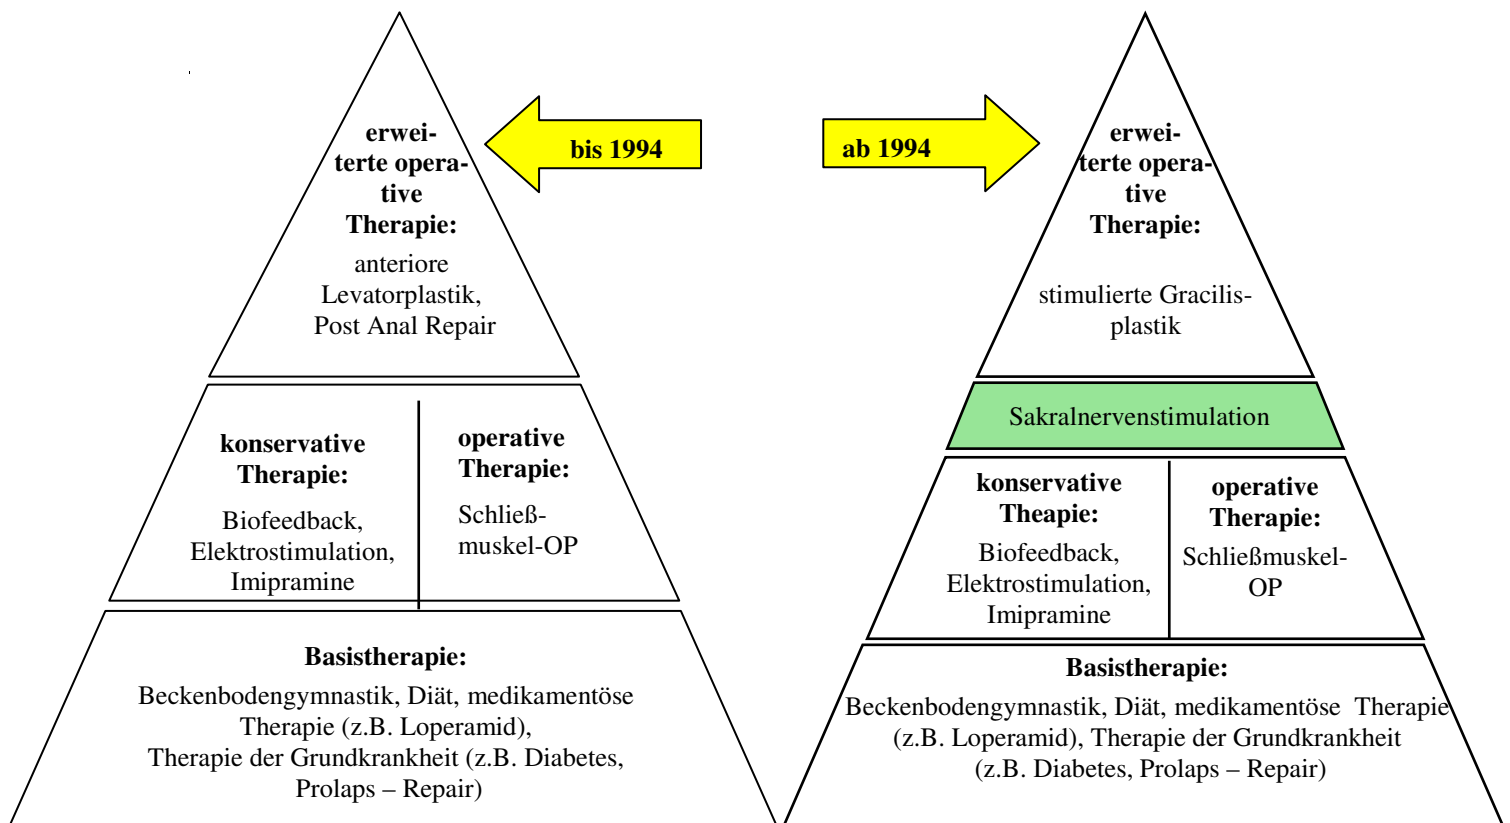 erwei-
terte opera-
tive
Therapie:
anteriore
Levatorplastik,
Post Anal Repair
bis 1994
konservative
Therapie:
Biofeedback,
Elektrostimulation,
Imipramine
operative
Therapie:
Schließ-
muskel-OP
Basistherapie:
Beckenbodengymnastik, Diät, medikamentöse
Therapie (z.B. Loperamid),
Therapie der Grundkrankheit (z.B. Diabetes,
Prolaps – Repair)
ab 1994
erwei-
terte opera-
tive
Therapie:
stimulierte Gracilis-
plastik
Sakralnervenstimulation
konservative
Theapie:
Biofeedback,
Elektrostimulation,
Imipramine
operative
Therapie:
Schließmuskel-
OP
Basistherapie:
Beckenbodengymnastik, Diät, medikamentöse Therapie
(z.B. Loperamid), Therapie der Grundkrankheit
(z.B. Diabetes, Prolaps – Repair)